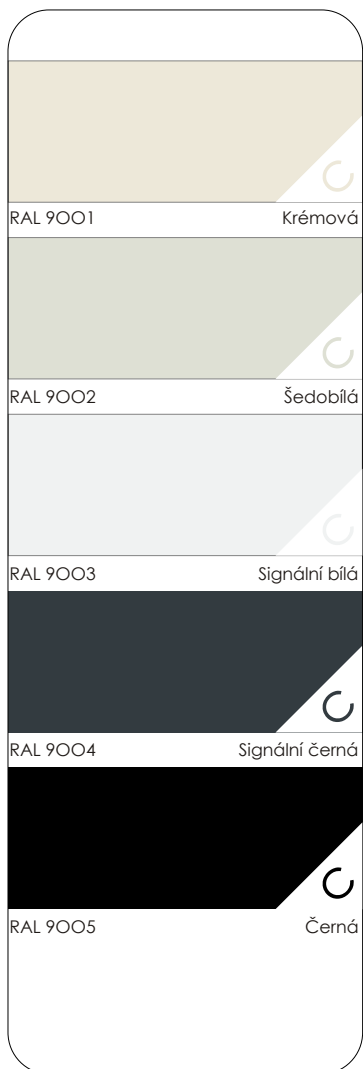 RAL 9001 Krémová
RAL 9002 Šedobílá
RAL 9003 Signální bílá
RAL 9004 Signální černá
RAL 9005 Černá